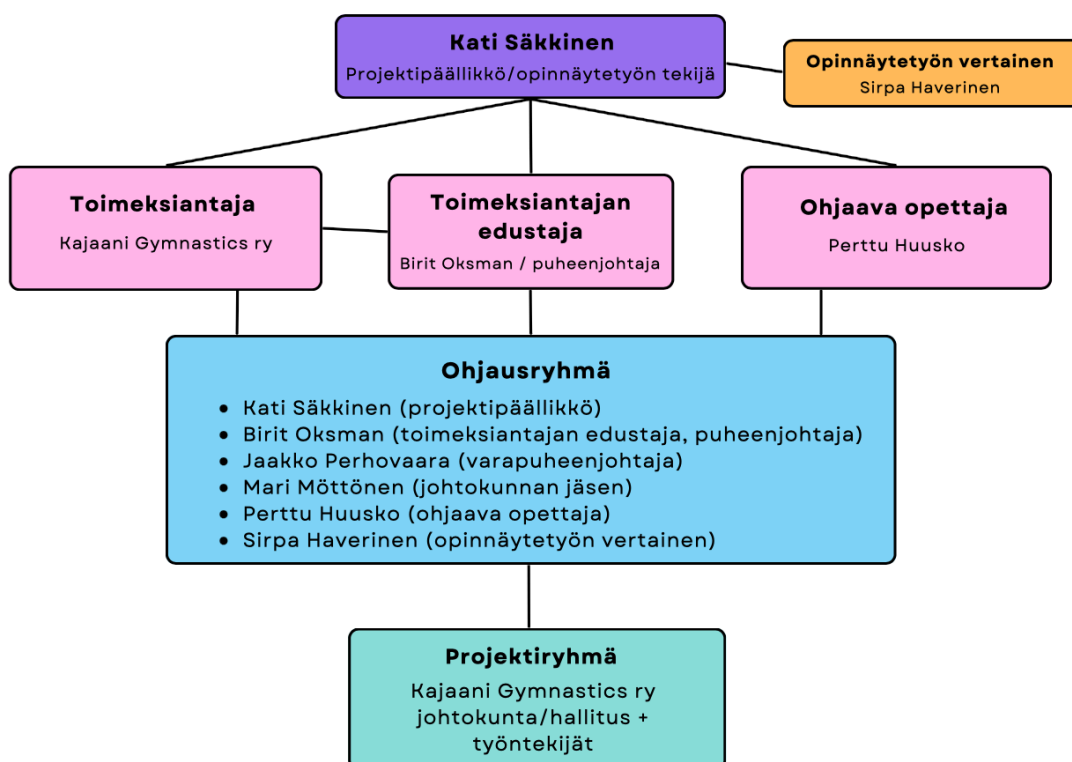 Kati Säkkinen
Projektipäällikkö/opinnäytetyön tekijä
Opinnäytetyön vertainen
Sirpa Haverinen
Toimeksiantaja
Kajaani Gymnastics ry
Toimeksiantajan
edustaja
Birit Oksman / puheenjohtaja
Ohjaava opettaja
Perttu Huusko
Ohjausryhmä
• Kati Säkkinen (projektipäällikkö)
• Birit Oksman (toimeksiantajan edustaja, puheenjohtaja)
• Jaakko Perhovaara (varapuheenjohtaja)
• Mari Möttönen (johtokunnan jäsen)
• Perttu Huusko (ohjaava opettaja)
• Sirpa Haverinen (opinnäytetyön vertainen)
Projektiryhmä
Kajaani Gymnastics ry
johtokunta/hallitus +
työntekijät